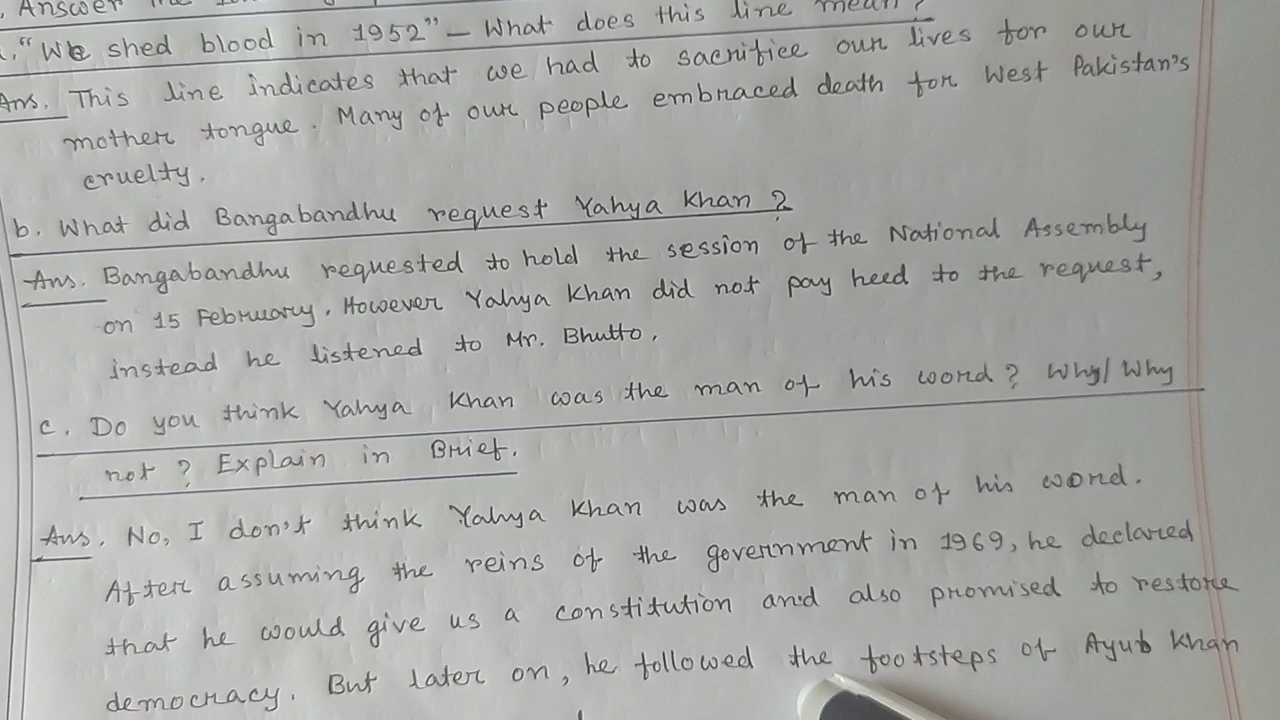 Answer the
a. "We shed blood in 1952" – What does this line mean?
Ans. This line indicates that we had to sacrifice our lives for our
mother tongue. Many of our people embraced death for West Pakistan's
cruelty.
b. What did Bangabandhu request Yahya Khan?
Ans. Bangabandhu requested to hold the session of the National Assembly
on 15 February. However Yahya Khan did not pay heed to the request,
instead he listened to Mr. Bhutto.
c. Do you think Yahya Khan was the man of his word? Why/Why
not? Explain in Brief.
Ans. No, I don't think Yahya Khan was the man of his word.
After assuming the reins of the government in 1969, he declared
that he would give us a constitution and also promised to restore
democracy. But later on, he followed the footsteps of Ayub Khan